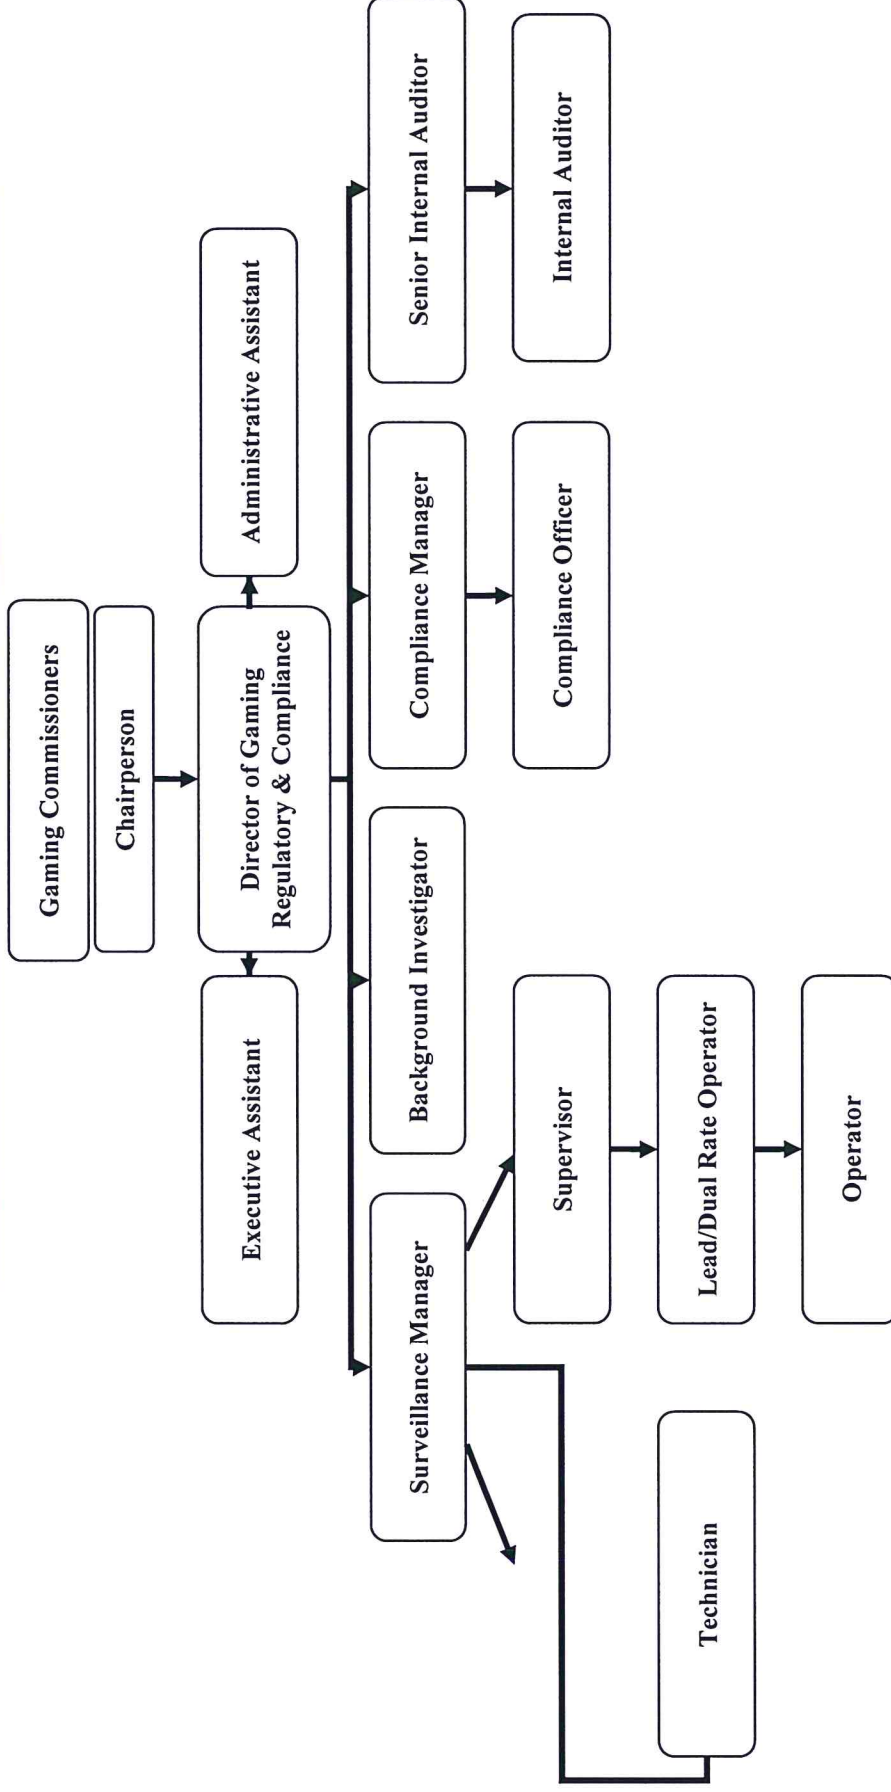 Gaming Commissioners
Chairperson
Executive Assistant
Director of Gaming
Regulatory & Compliance
Administrative Assistant
Surveillance Manager
Background Investigator
Compliance Manager
Senior Internal Auditor
Supervisor
Compliance Officer
Internal Auditor
Technician
Lead/Dual Rate Operator
Operator